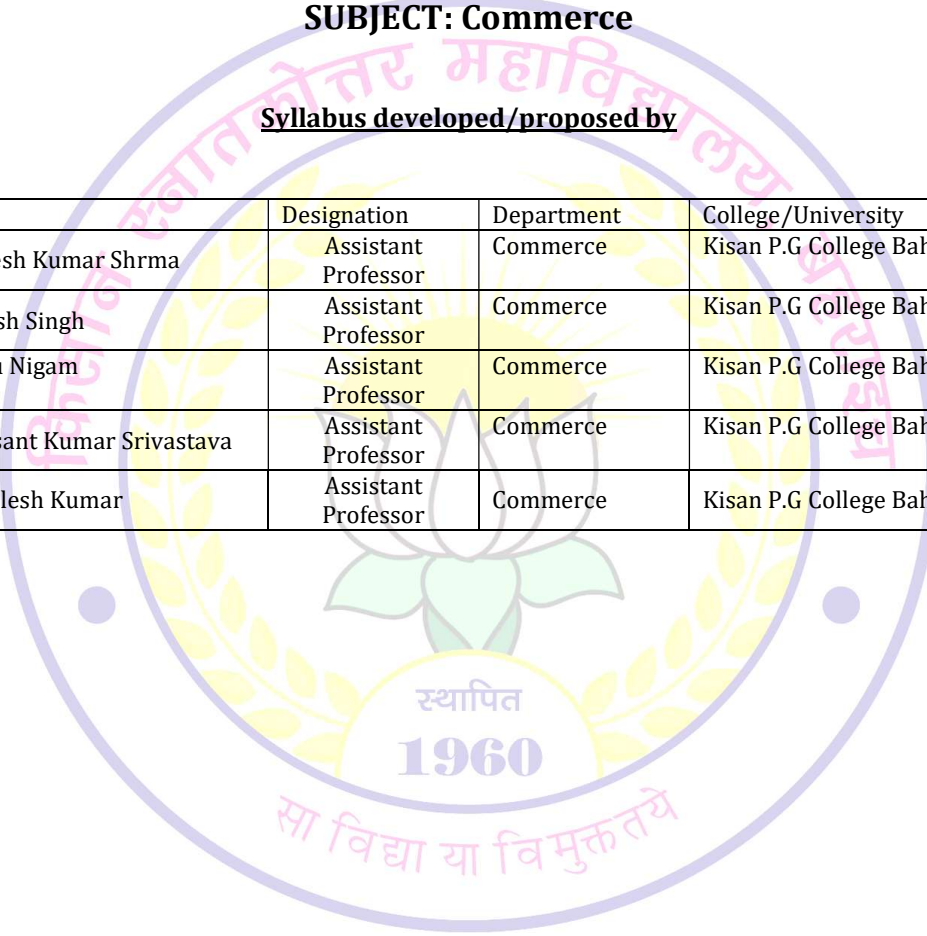 SUBJECT: Commerce
Syllabus developed/proposed by
Designation Department College/University
esh Kumar Shrma Assistant Professor Commerce Kisan P.G College Bah
sh Singh Assistant Professor Commerce Kisan P.G College Bah
Nigam Assistant Professor Commerce Kisan P.G College Bah
sant Kumar Srivastava Assistant Professor Commerce Kisan P.G College Bah
lesh Kumar Assistant Professor Commerce Kisan P.G College Bah
स्नातकोत्तर महाविद्यालय
स्थापित
1960
सा विद्या या विमुक्तये